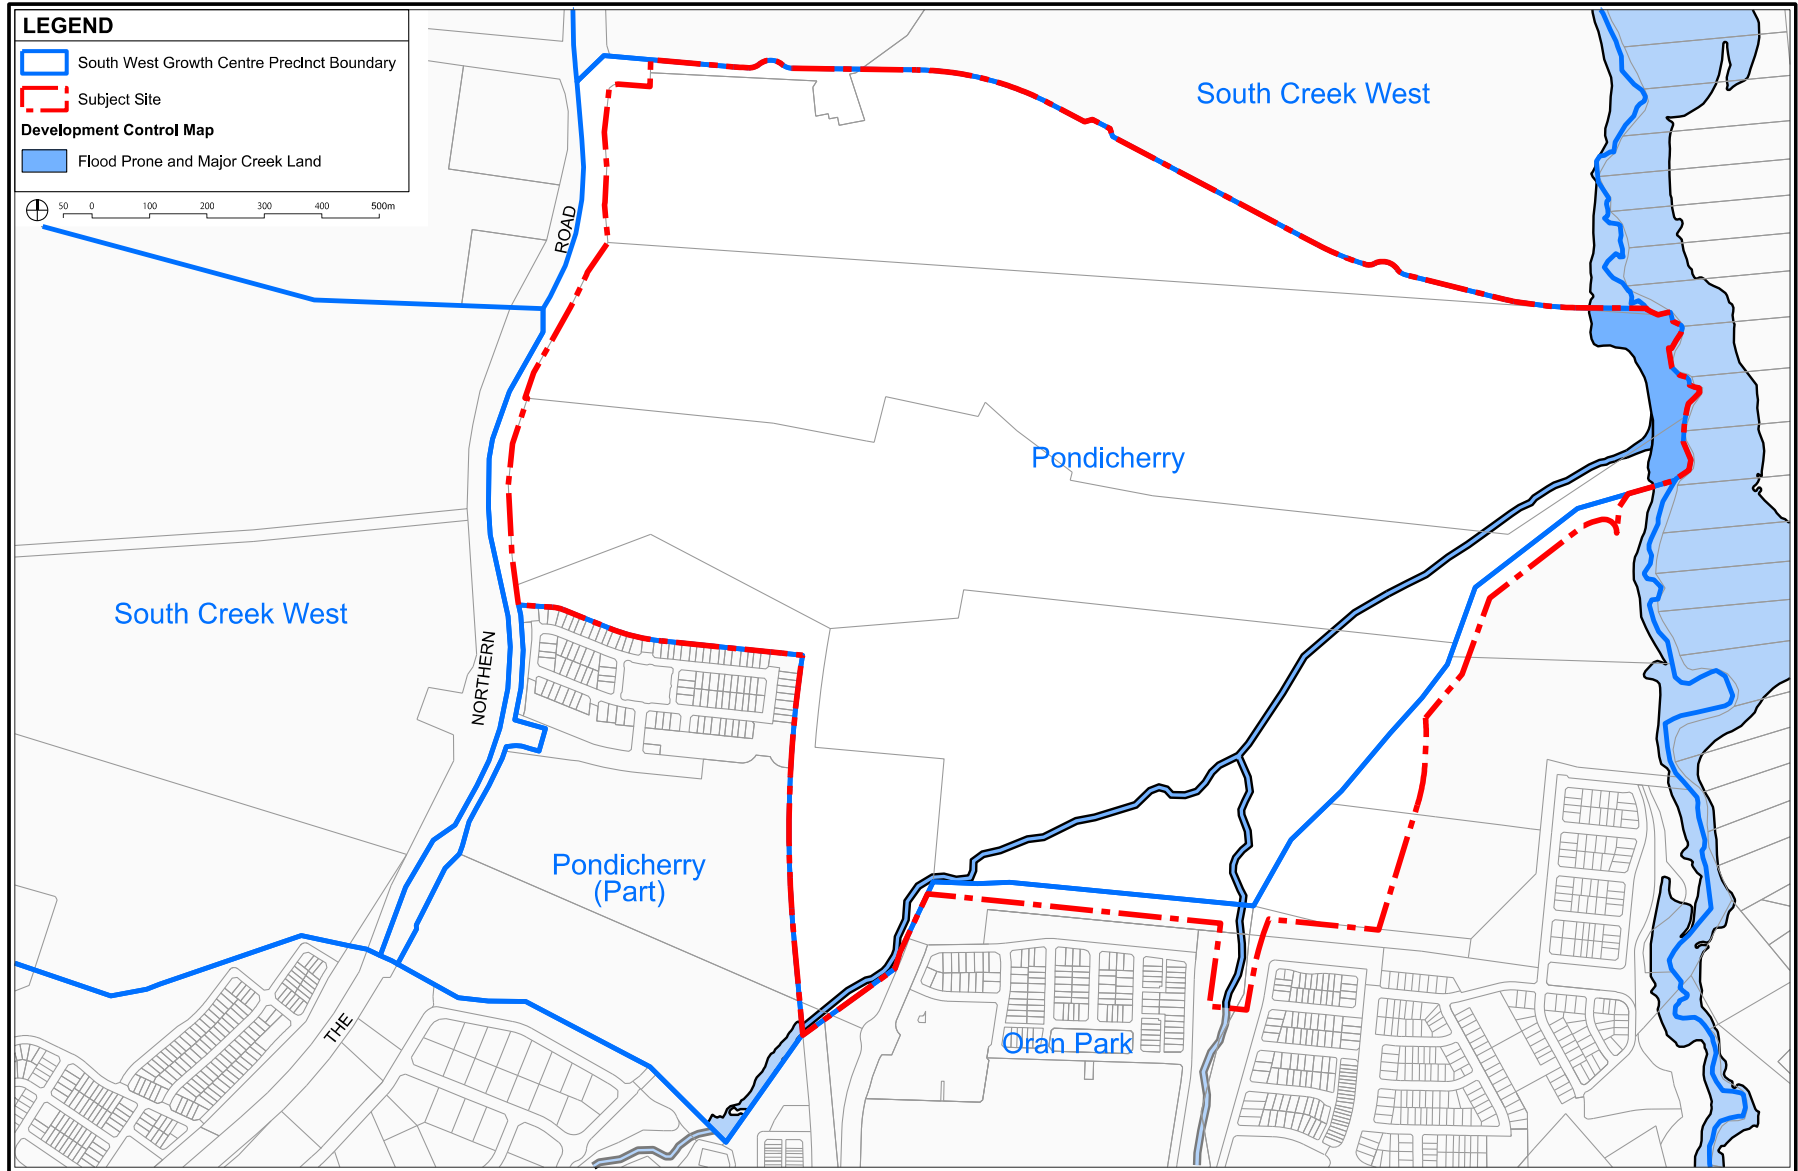 LEGEND
South West Growth Centre Precinct Boundary
Subject Site
Development Control Map
Flood Prone and Major Creek Land
50 0 100 200 300 400 500m
South Creek West
ROAD
Pondicherry
South Creek West
NORTHERN
Pondicherry
(Part)
THE
Oran Park